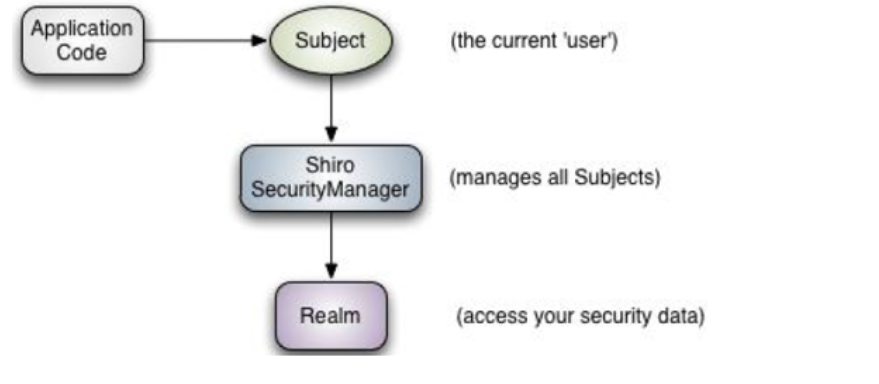 Application
Code
Subject
(the current 'user')
Shiro
SecurityManager
(manages all Subjects)
Realm
(access your security data)